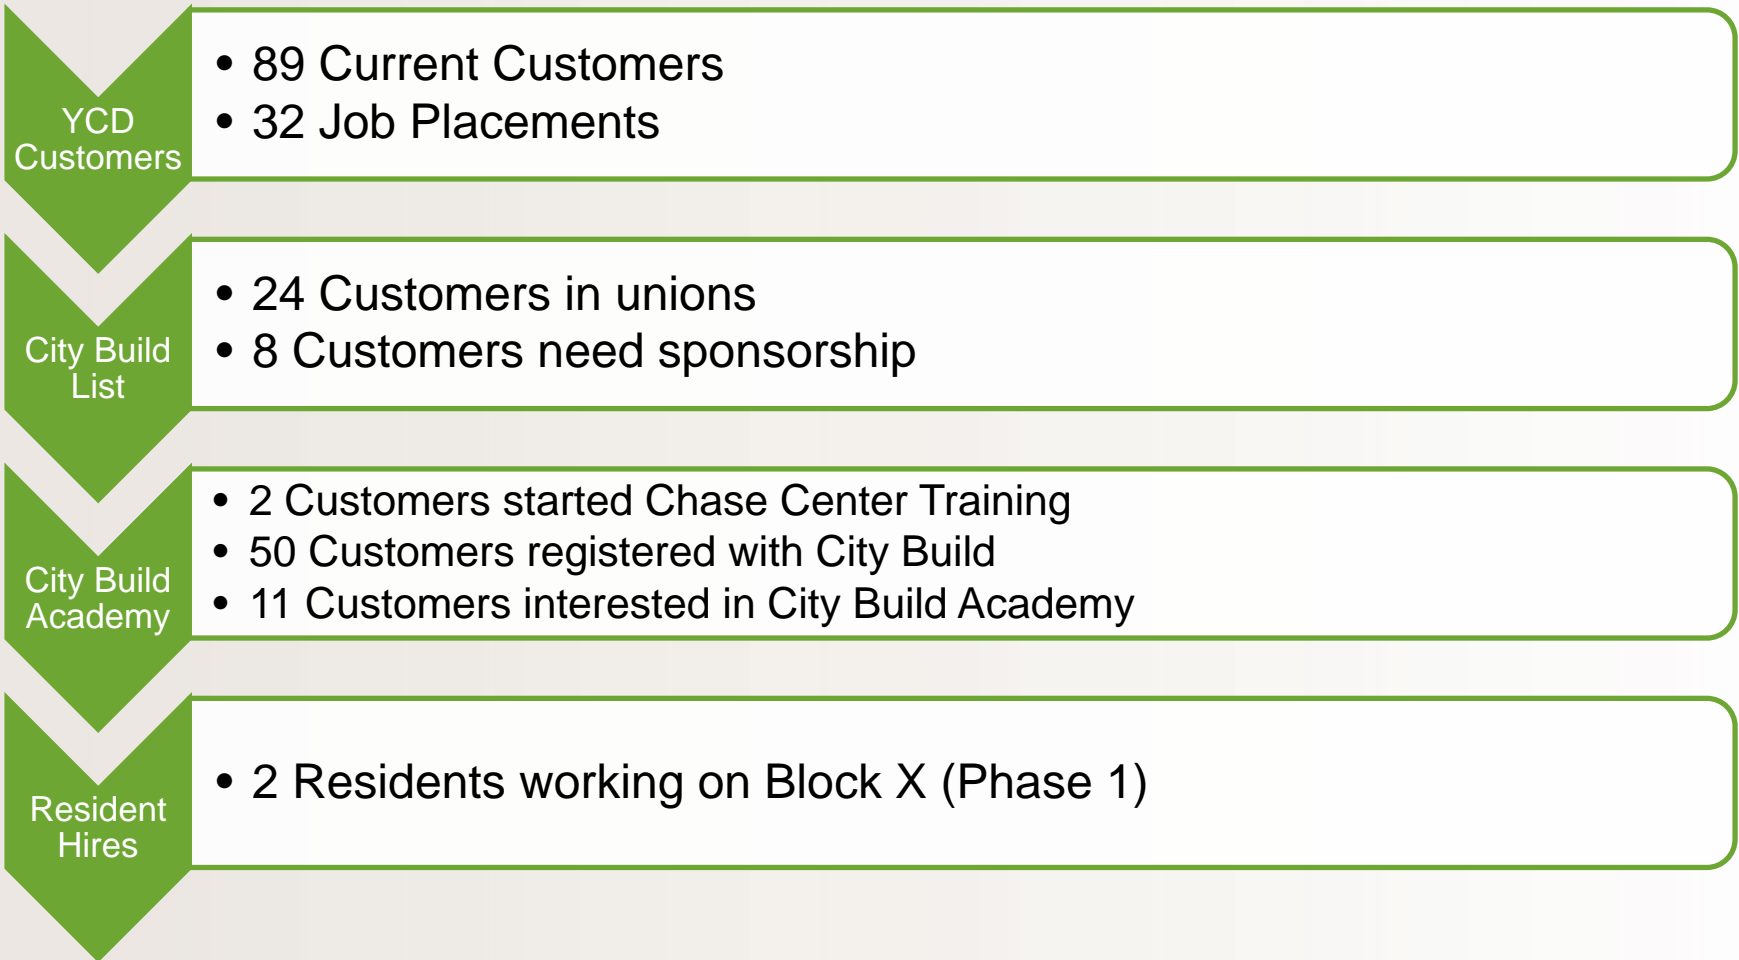 YCD
Customers
• 89 Current Customers
• 32 Job Placements
City Build
List
• 24 Customers in unions
• 8 Customers need sponsorship
City Build
Academy
• 2 Customers started Chase Center Training
• 50 Customers registered with City Build
• 11 Customers interested in City Build Academy
Resident
Hires
• 2 Residents working on Block X (Phase 1)